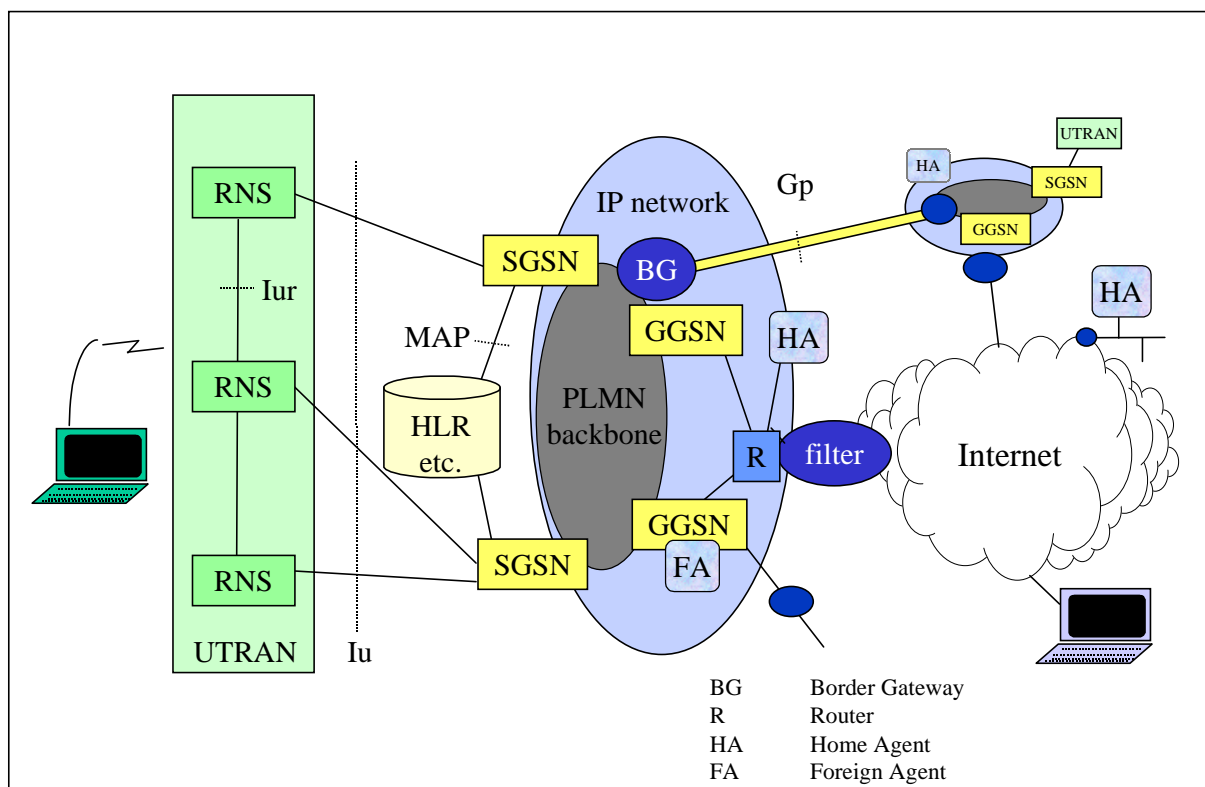 UTRAN
HA
SGSN
GGSN
Gp
RNS
IP network
SGSN
BG
Iur
HA
MAP
GGSN
HA
RNS
PLMN
backbone
HLR
etc.
R
filter
Internet
GGSN
FA
RNS
SGSN
UTRAN
Iu
BG Border Gateway
R Router
HA Home Agent
FA Foreign Agent